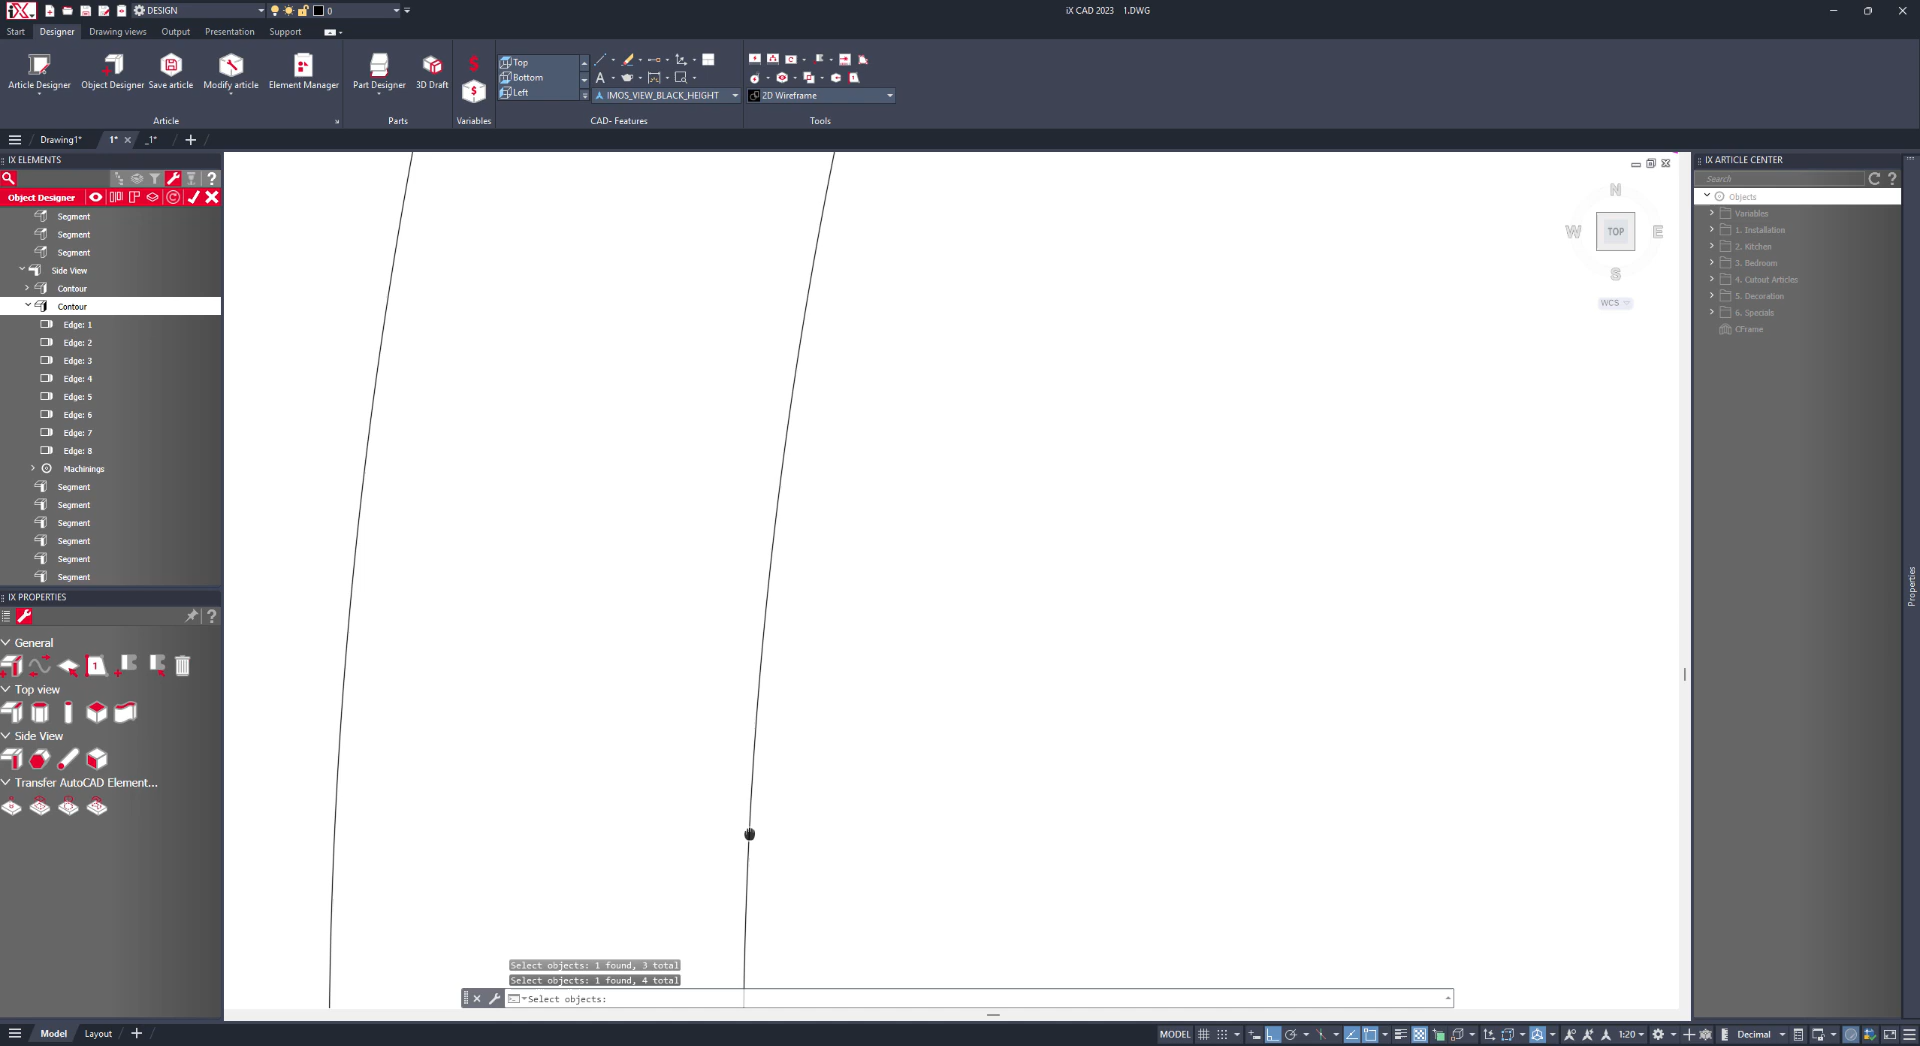 iX
DESIGN
0
iX CAD 2023 1.DWG
Start Designer Drawing views Output Presentation Support
Article Designer
Object Designer
Save article
Modify article
Element Manager
Part Designer
3D Draft
$
$
Top
Bottom
Left
A
IMOS_VIEW_BLACK_HEIGHT
2D Wireframe
Article
Parts
Variables
CAD- Features
Tools
Drawing1*
1*
_1*
IX ELEMENTS
?
Object Designer
Segment
Segment
Segment
Side View
Contour
Contour
Edge: 1
Edge: 2
Edge: 3
Edge: 4
Edge: 5
Edge: 6
Edge: 7
Edge: 8
Machinings
Segment
Segment
Segment
Segment
Segment
Segment
IX PROPERTIES
?
General
1
Top view
Side View
Transfer AutoCAD Element...
N
W TOP E
S
WCS
Select objects: 1 found, 3 total
Select objects: 1 found, 4 total
Select objects:
IX ARTICLE CENTER
Search
?
Objects
Variables
1. Installation
2. Kitchen
3. Bedroom
4. Cutout Articles
5. Decoration
6. Specials
CFrame
Properties
Model Layout
MODEL
1:20
Decimal